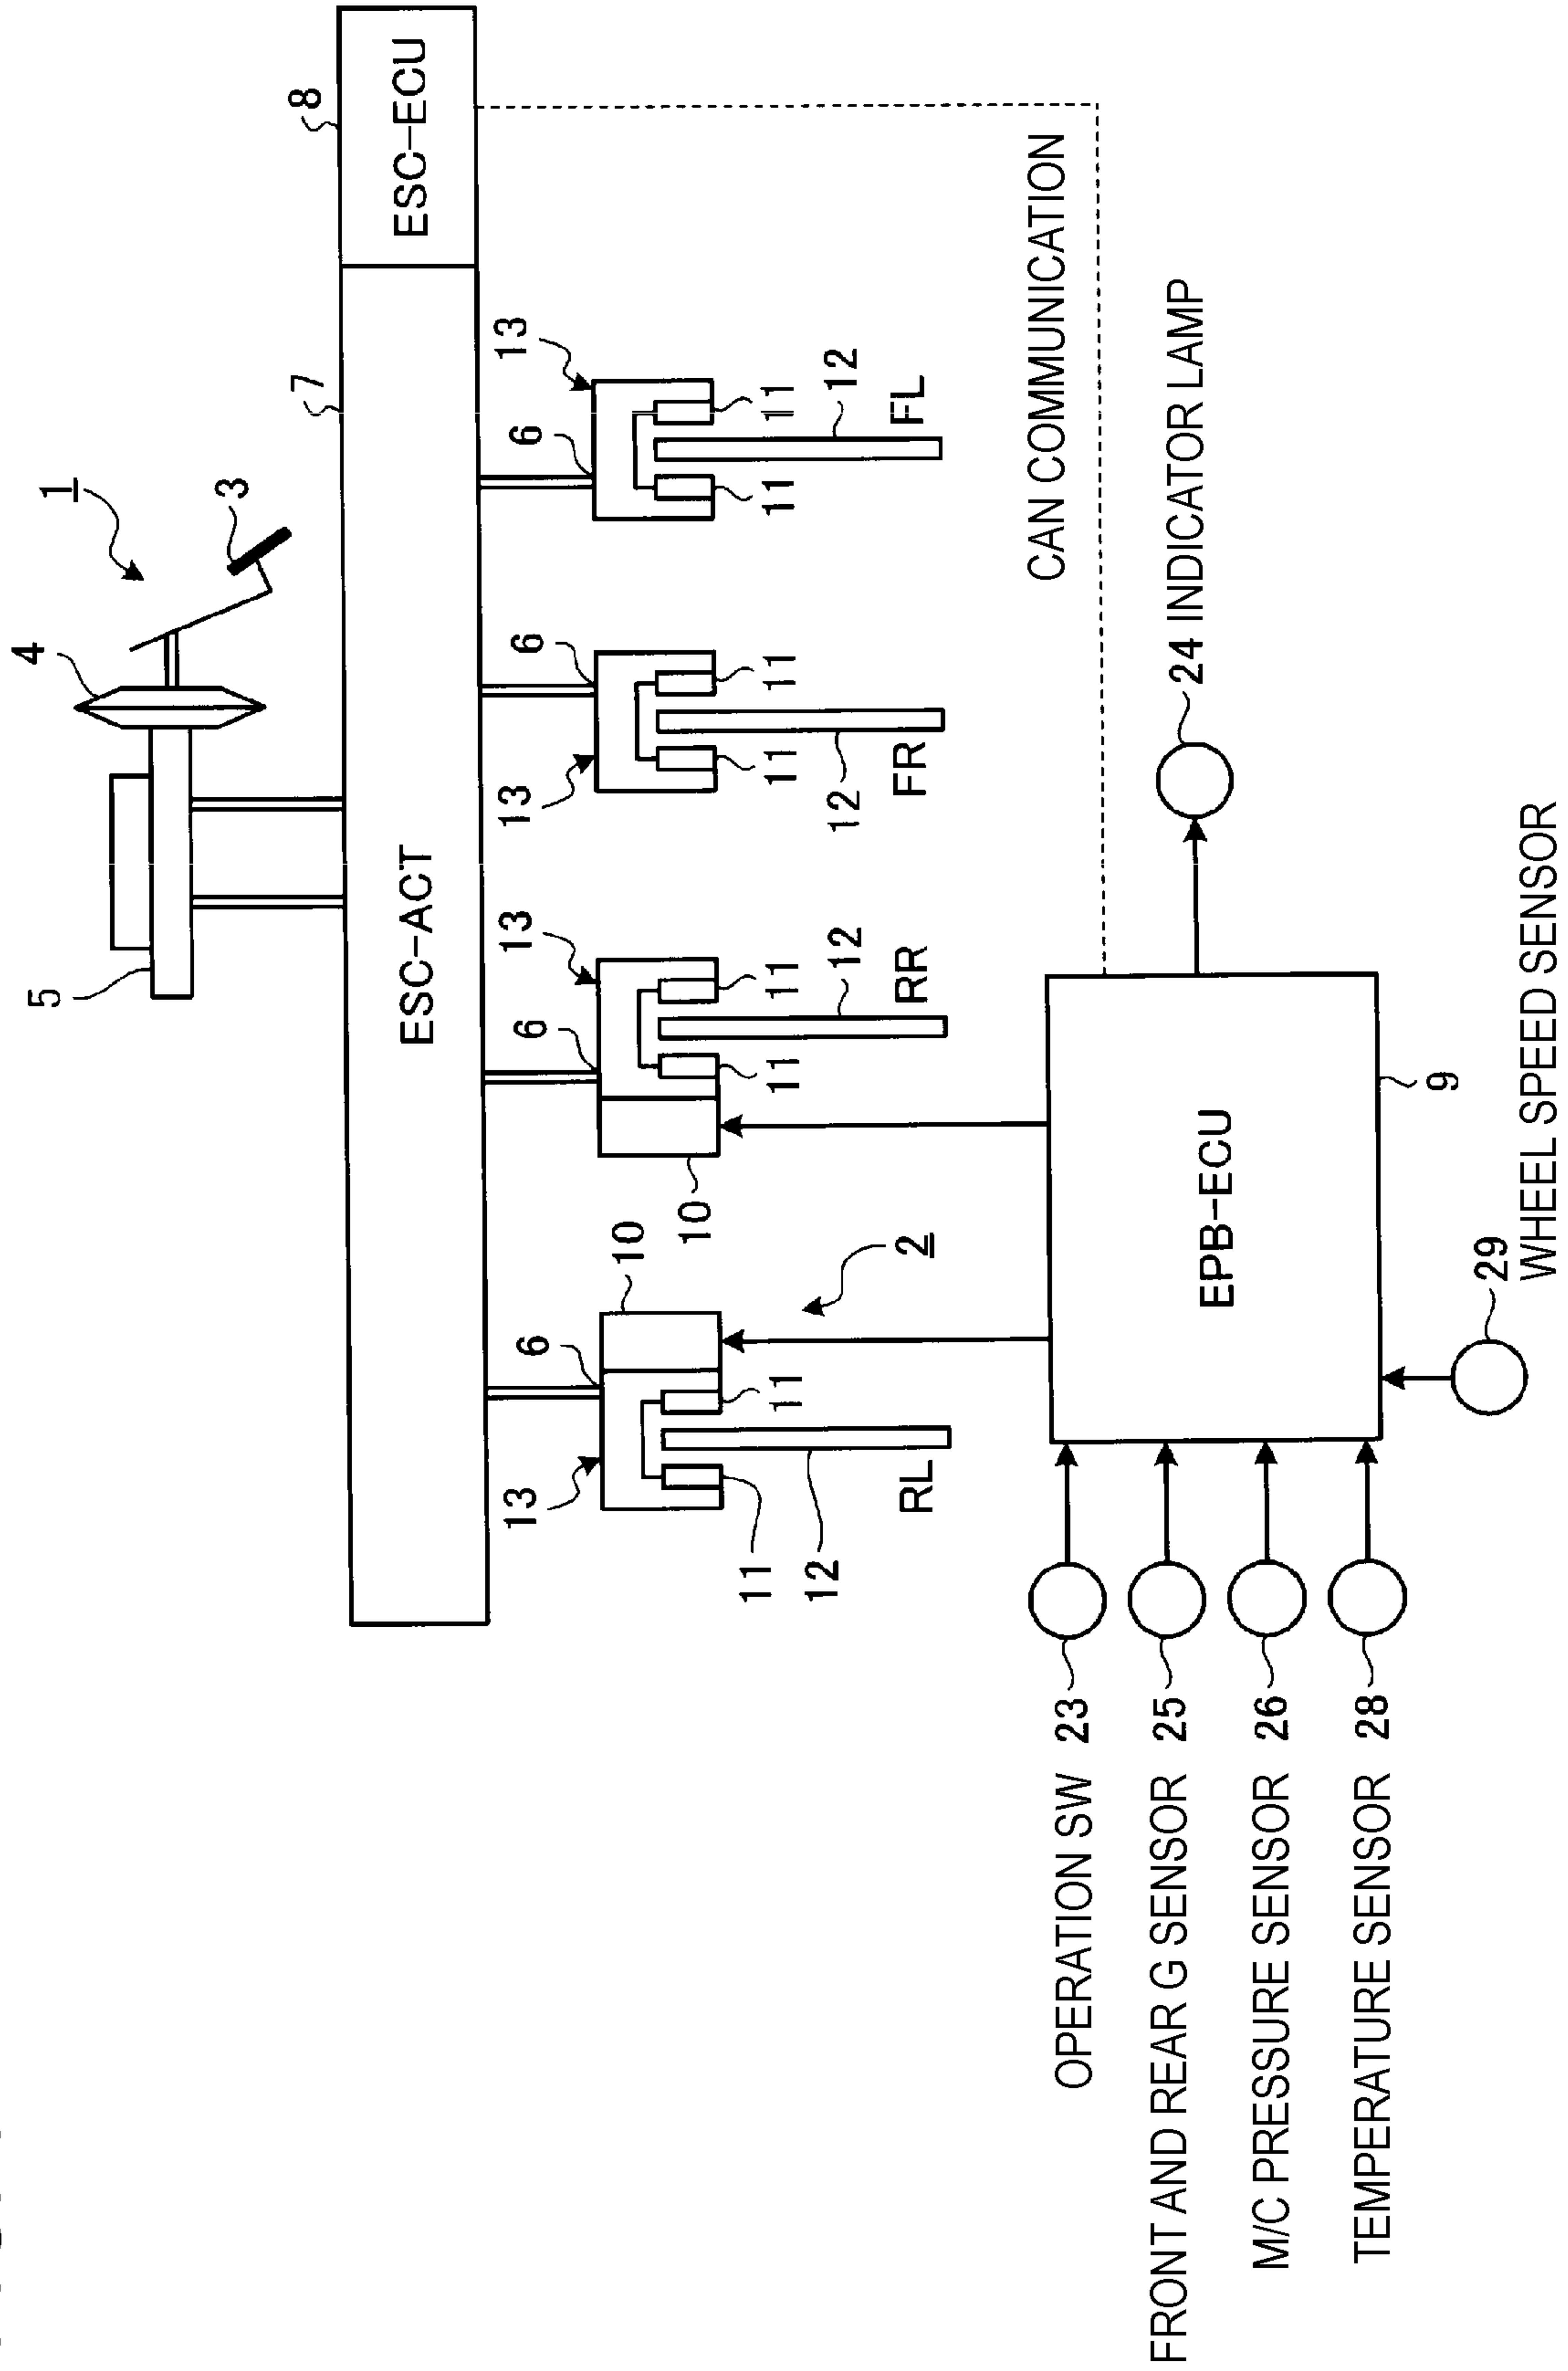 1
3
4
5
7
8
ESC-ACT
ESC-ECU
13
6
11
11
12
RL
10
2
10
6
13
11
11
12
RR
13
6
11
11
12
FR
6
13
11
11
12
FL
CAN COMMUNICATION
EPB-ECU
9
24 INDICATOR LAMP
OPERATION SW 23
FRONT AND REAR G SENSOR 25
M/C PRESSURE SENSOR 26
TEMPERATURE SENSOR 28
29
WHEEL SPEED SENSOR